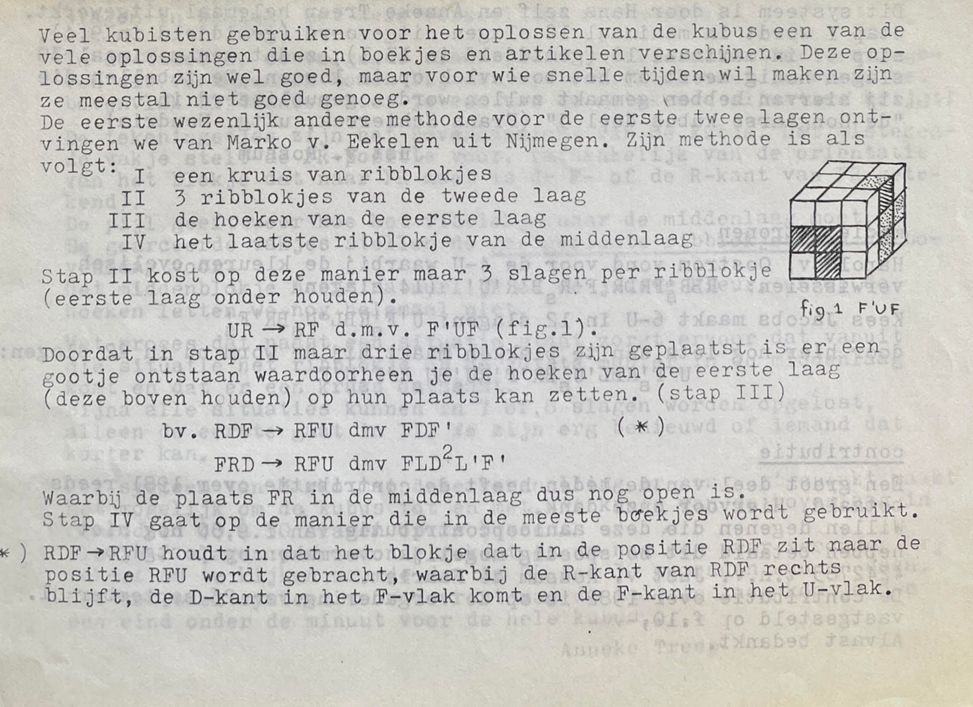 Veel kubisten gebruiken voor het oplossen van de kubus een van de
vele oplossingen die in boekjes en artikelen verschijnen. Deze op-
lossingen zijn wel goed, maar voor wie snelle tijden wil maken zijn
ze meestal niet goed genoeg.
De eerste wezenlijk andere methode voor de eerste twee lagen ont-
vingen we van Marko v. Eekelen uit Nijmegen. Zijn methode is als
volgt:
I een kruis van ribblokjes
II 3 ribblokjes van de tweede laag
III de hoeken van de eerste laag
IV het laatste ribblokje van de middenlaag
Stap II kost op deze manier maar 3 slagen per ribblokje
(eerste laag onder houden).
fig 1 F'UF
UR → RF d.m.v. F'UF (fig.1).
Doordat in stap II maar drie ribblokjes zijn geplaatst is er een
gootje ontstaan waardoorheen je de hoeken van de eerste laag
(deze boven houden) op hun plaats kan zetten. (stap III)
bv. RDF → RFU dmv FDF' (*)
FRD → RFU dmv FLD²L'F'
Waarbij de plaats FR in de middenlaag dus nog open is.
Stap IV gaat op de manier die in de meeste boekjes wordt gebruikt.
*) RDF → RFU houdt in dat het blokje dat in de positie RDF zit naar de
positie RFU wordt gebracht, waarbij de R-kant van RDF rechts
blijft, de D-kant in het F-vlak komt en de F-kant in het U-vlak.